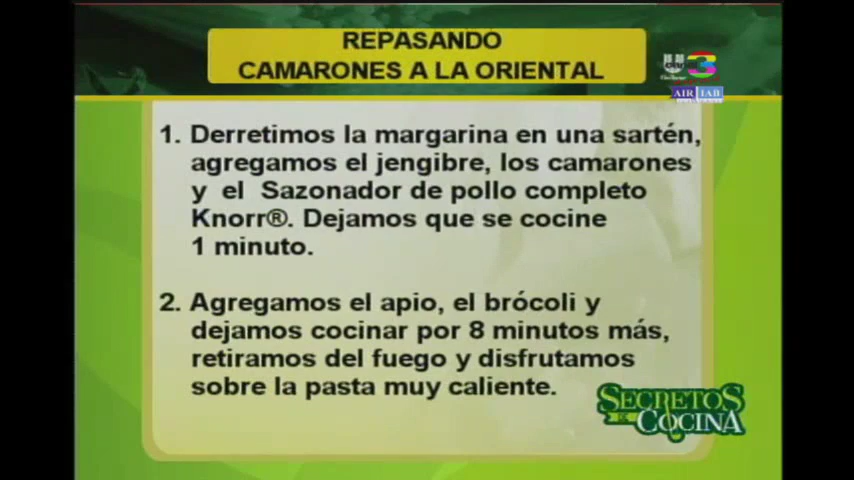 REPASANDO
CAMARONES A LA ORIENTAL
3
AIR
1. Derretimos la margarina en una sartén,
agregamos el jengibre, los camarones
y el Sazonador de pollo completo
Knorr®. Dejamos que se cocine
1 minuto.
2. Agregamos el apio, el brócoli y
dejamos cocinar por 8 minutos más,
retiramos del fuego y disfrutamos
sobre la pasta muy caliente.
SECRETOS
DE COCINA